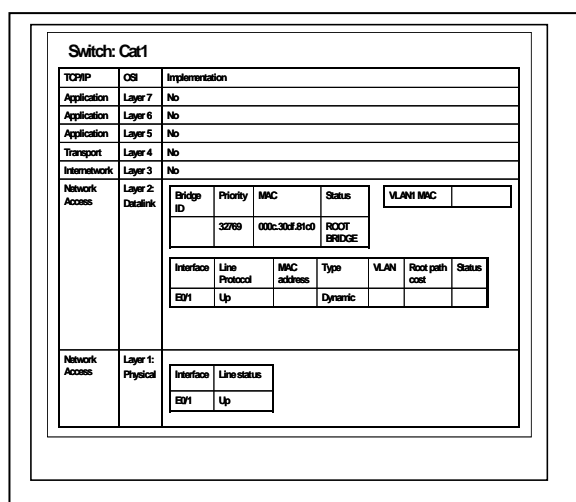 Switch: Cat1
TCP/IP OSI Implementation
Application Layer 7 No
Application Layer 6 No
Application Layer 5 No
Transport Layer 4 No
Internetwork Layer 3 No
Network Access Layer 2: Datalink
Bridge ID Priority MAC Status
32769 000c.30df.81c0 ROOT BRIDGE
VLAN1 MAC
Interface Line Protocol MAC address Type VLAN Root path cost Status
E0/1 Up Dynamic
Network Access Layer 1: Physical
Interface Line status
E0/1 Up